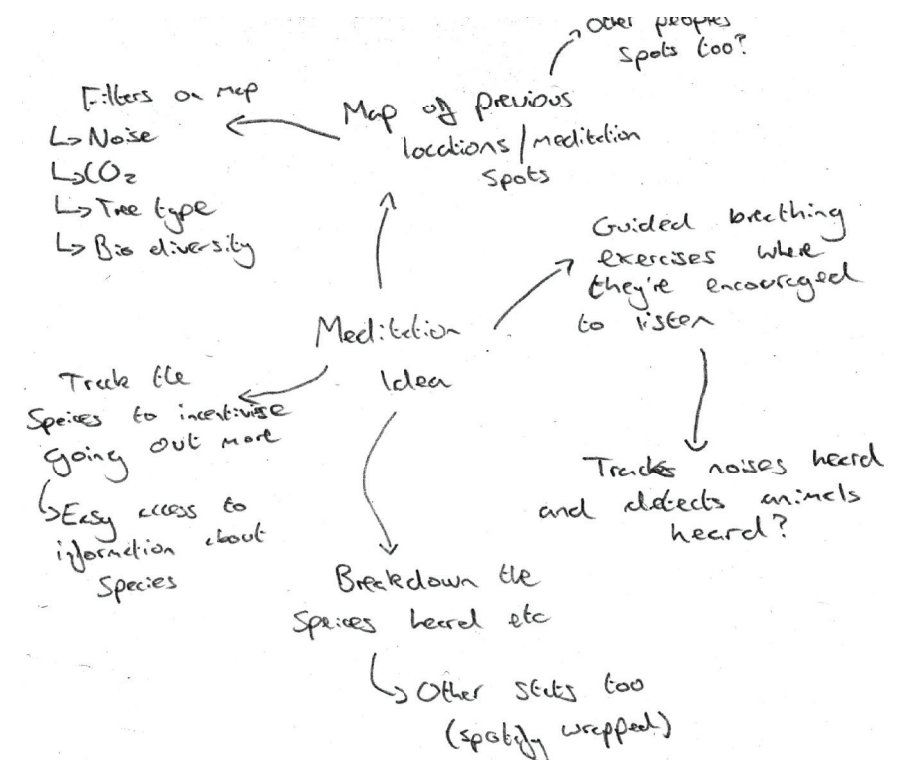 Other peoples
spots too?
Map of previous
locations/meditation
spots
Filters on map
↳ Noise
↳ CO₂
↳ Tree type
↳ Bio diversity
Guided breathing
exercises where
they're encouraged
to listen
Meditation
Idea
Track the
Speices to incentivise
going out more
↳ Easy access to
information about
Species
Tracks noises heard
and detects animals
heard?
Breakdown the
Speices heard etc
↳ Other stats too
(spotify wrapped)